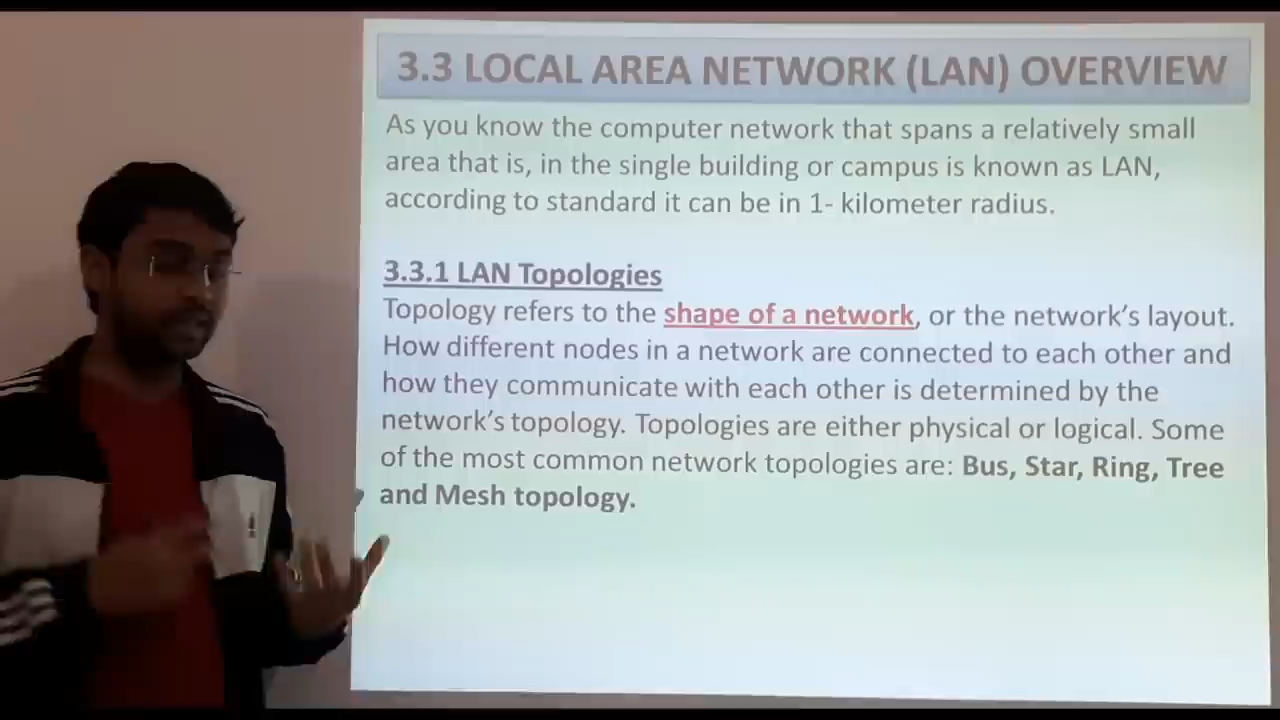 3.3 LOCAL AREA NETWORK (LAN) OVERVIEW
As you know the computer network that spans a relatively small
area that is, in the single building or campus is known as LAN,
according to standard it can be in 1- kilometer radius.
3.3.1 LAN Topologies
Topology refers to the shape of a network, or the network's layout.
How different nodes in a network are connected to each other and
how they communicate with each other is determined by the
network's topology. Topologies are either physical or logical. Some
of the most common network topologies are: Bus, Star, Ring, Tree
and Mesh topology.